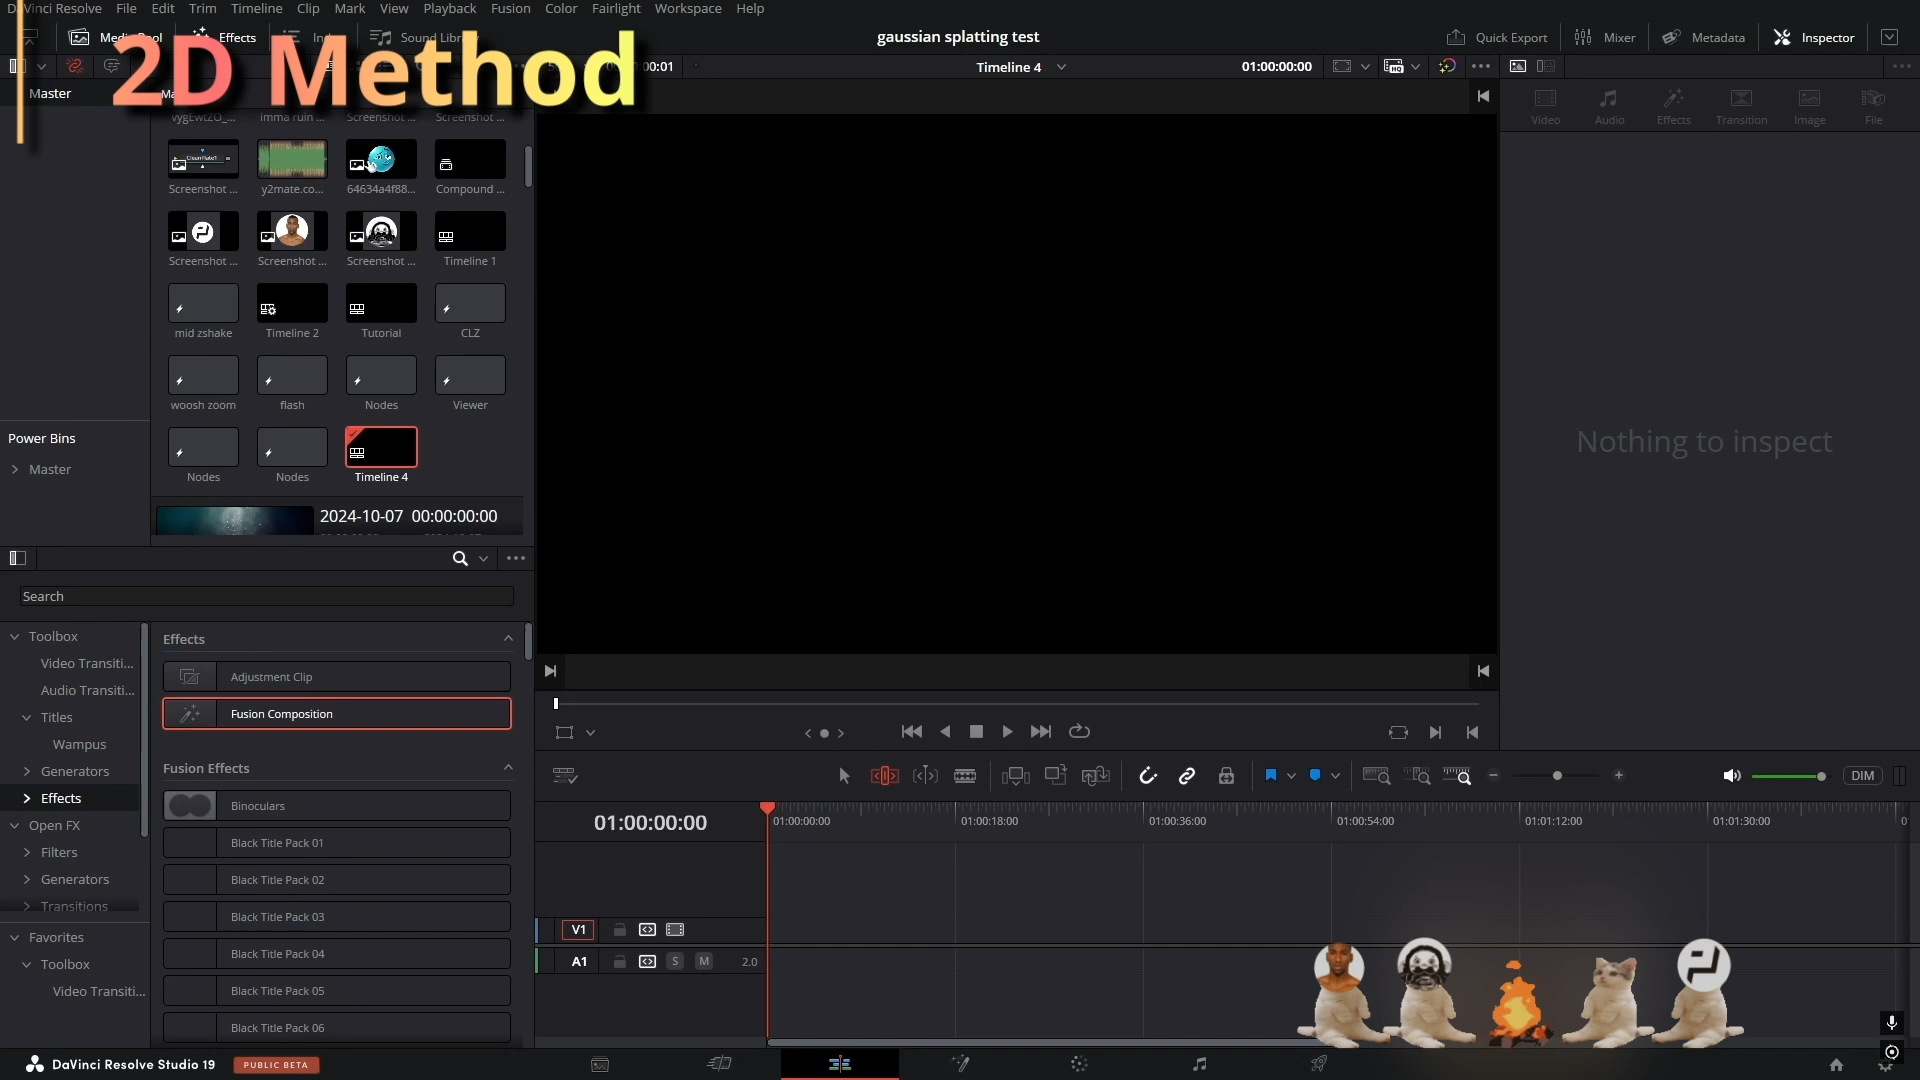 DaVinci Resolve File Edit Trim Timeline Clip Mark View Playback Fusion Color Fairlight Workspace Help
2D Method
Effects
gaussian splatting test
Quick Export
Mixer
Metadata
Inspector
Timeline 4
01:00:00:00
Master
Video
Audio
Effects
Transition
Image
File
vygEwtZO_...
imma ruin ...
Screenshot ...
Screenshot ...
Screenshot ...
y2mate.co...
64634a4f88...
Compound ...
Screenshot ...
Screenshot ...
Screenshot ...
Timeline 1
mid zshake
Timeline 2
Tutorial
CLZ
woosh zoom
flash
Nodes
Viewer
Nodes
Nodes
Timeline 4
Power Bins
Master
2024-10-07 00:00:00:00
Nothing to inspect
Search
Toolbox
Video Transiti...
Audio Transiti...
Titles
Wampus
Generators
Effects
Open FX
Filters
Generators
Transitions
Favorites
Toolbox
Video Transiti...
Effects
Adjustment Clip
Fusion Composition
Fusion Effects
Binoculars
Black Title Pack 01
Black Title Pack 02
Black Title Pack 03
Black Title Pack 04
Black Title Pack 05
Black Title Pack 06
DIM
01:00:00:00
01:00:00:00
01:00:18:00
01:00:36:00
01:00:54:00
01:01:12:00
01:01:30:00
V1
A1
S
M
2.0
DaVinci Resolve Studio 19
PUBLIC BETA